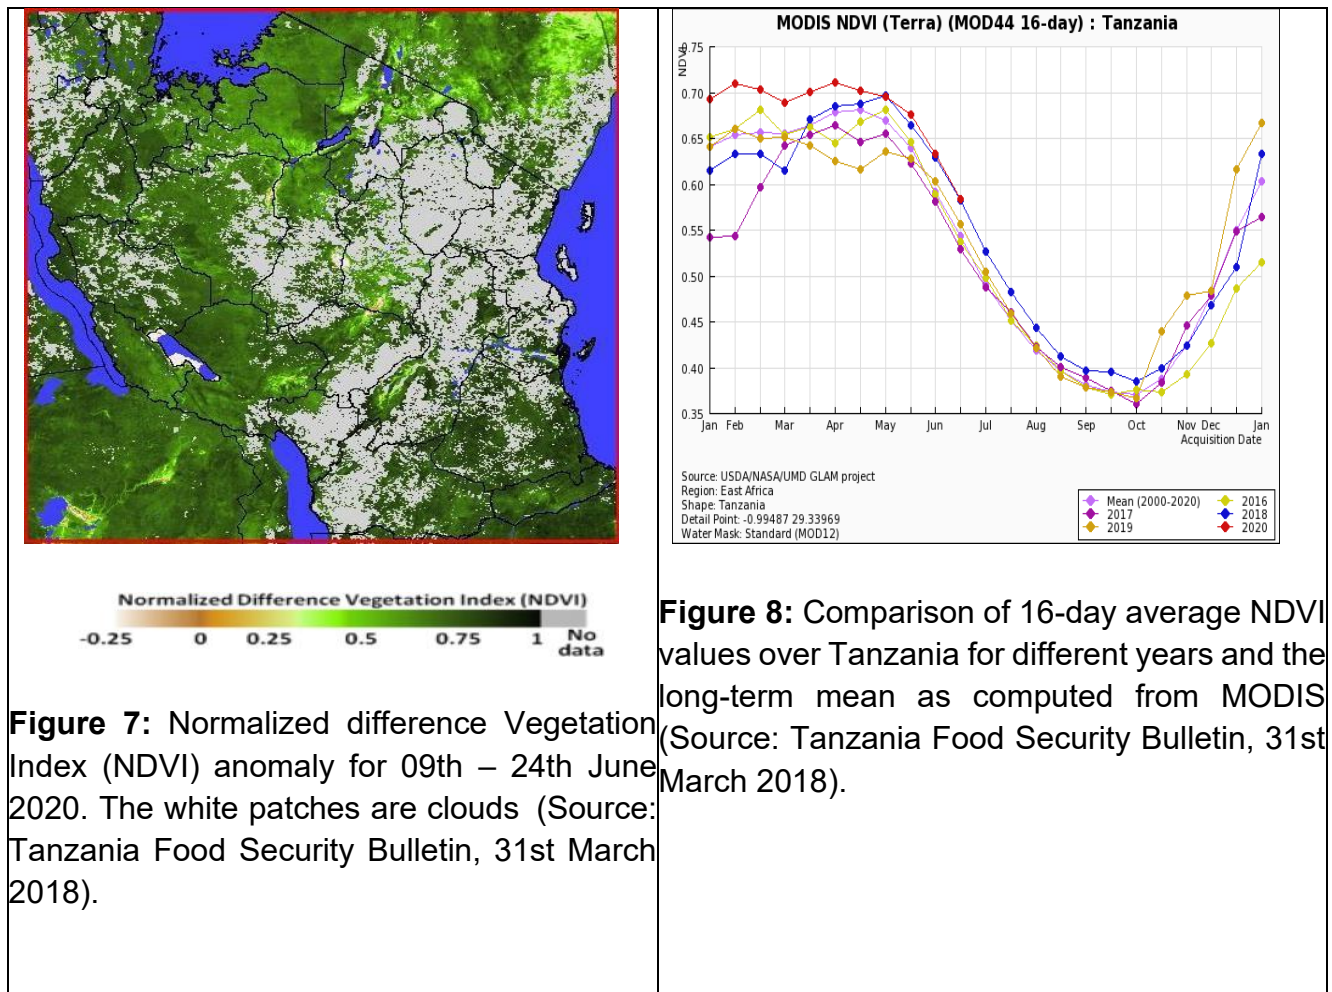 Normalized Difference Vegetation Index (NDVI)
-0.25 0 0.25 0.5 0.75 1 No data
Figure 7: Normalized difference Vegetation
Index (NDVI) anomaly for 09th – 24th June
2020. The white patches are clouds (Source:
Tanzania Food Security Bulletin, 31st March
2018).
MODIS NDVI (Terra) (MOD44 16-day) : Tanzania
NDVI
0.75
0.70
0.65
0.60
0.55
0.50
0.45
0.40
0.35
Jan Feb Mar Apr May Jun Jul Aug Sep Oct Nov Dec Jan
Acquisition Date
Source: USDA/NASA/UMD GLAM project
Region: East Africa
Shape: Tanzania
Detail Point: -0.99487 29.33969
Water Mask: Standard (MOD12)
Mean (2000-2020) 2016
2017 2018
2019 2020
Figure 8: Comparison of 16-day average NDVI
values over Tanzania for different years and the
long-term mean as computed from MODIS
(Source: Tanzania Food Security Bulletin, 31st
March 2018).